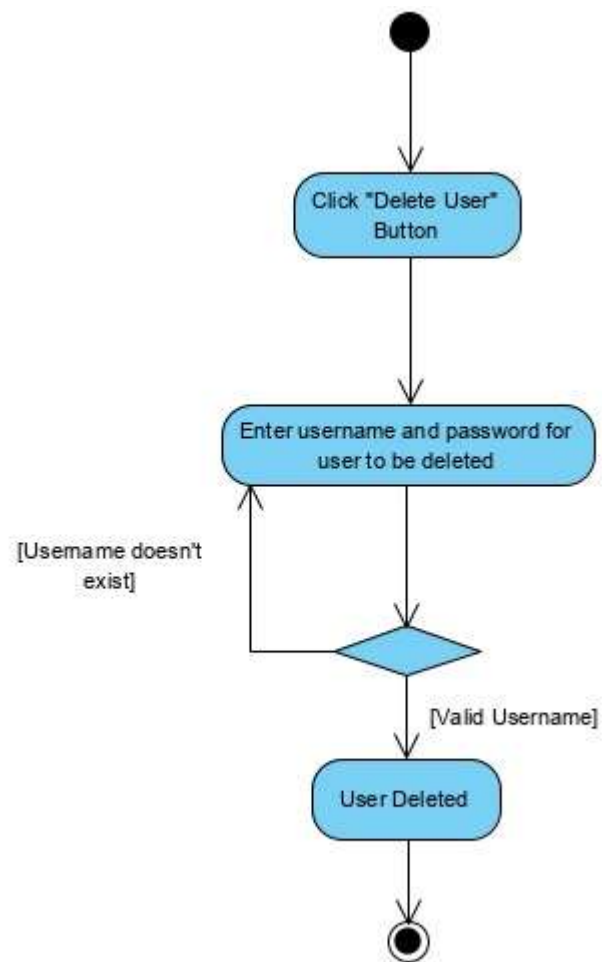 Click "Delete User"
Button
Enter username and password for
user to be deleted
[Username doesn't
exist]
[Valid Username]
User Deleted